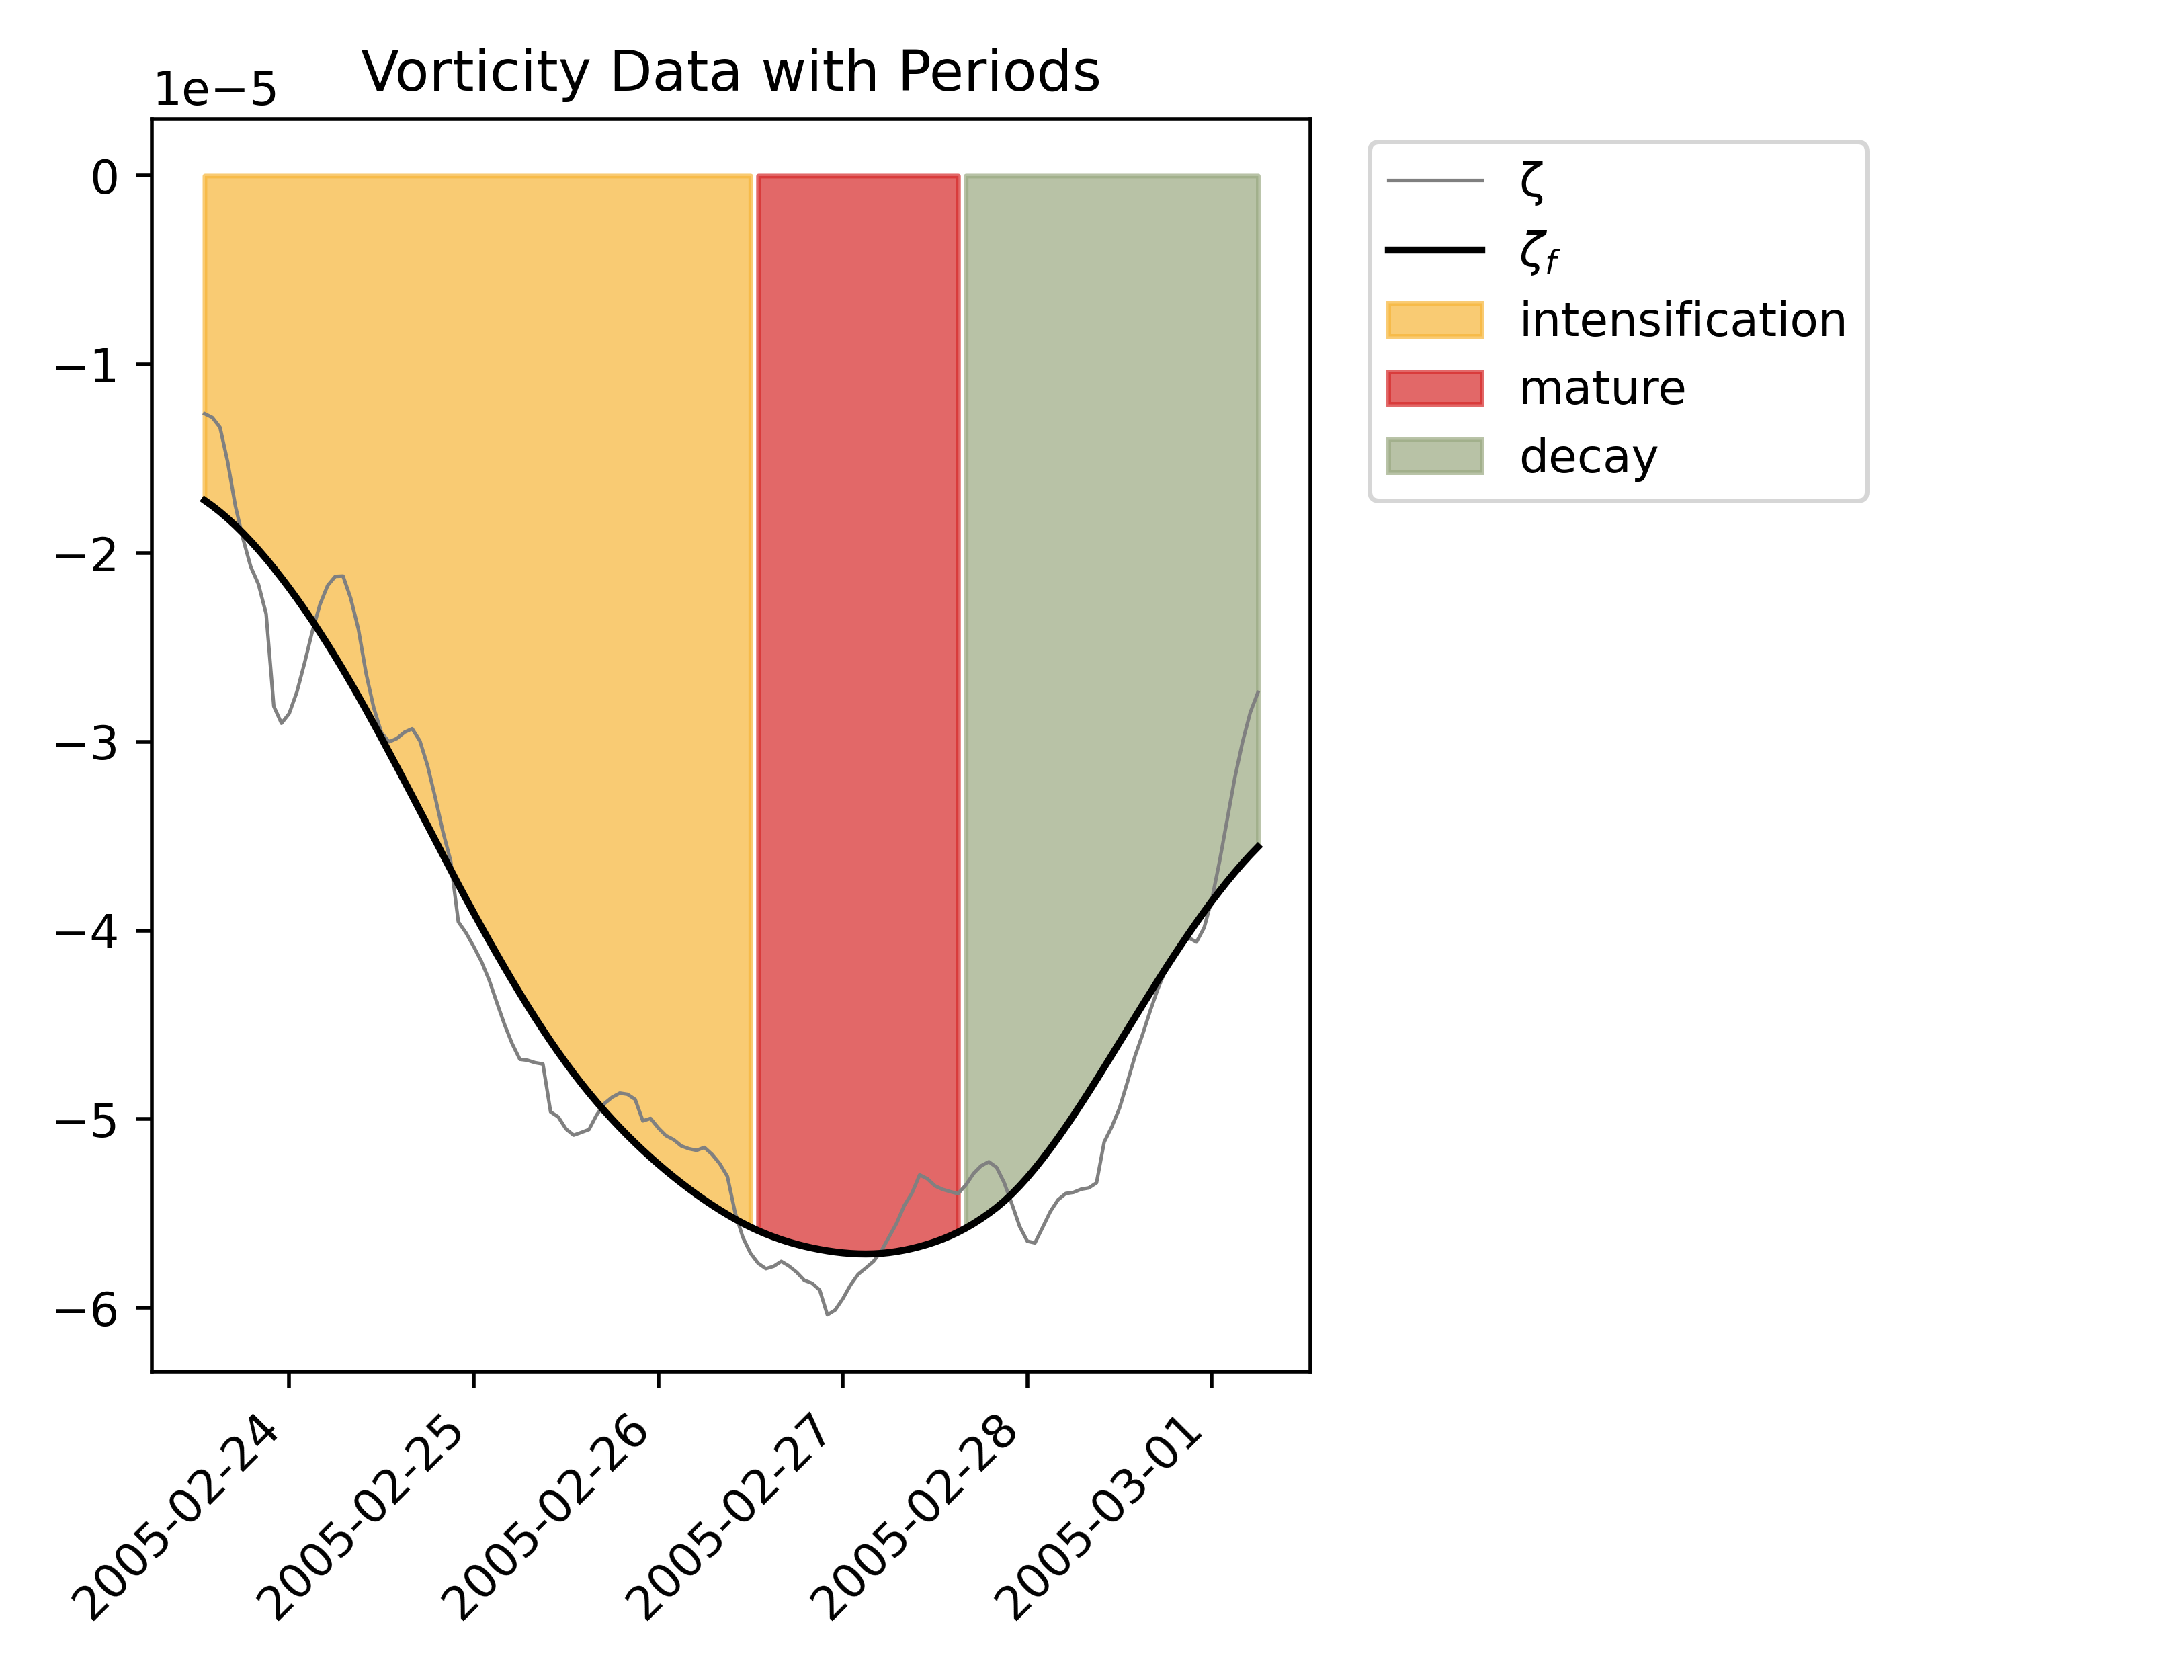 Vorticity Data with Periods
1e−5
0
−1
−2
−3
−4
−5
−6
2005-02-24
2005-02-25
2005-02-26
2005-02-27
2005-02-28
2005-03-01
ζ
ζf
intensification
mature
decay